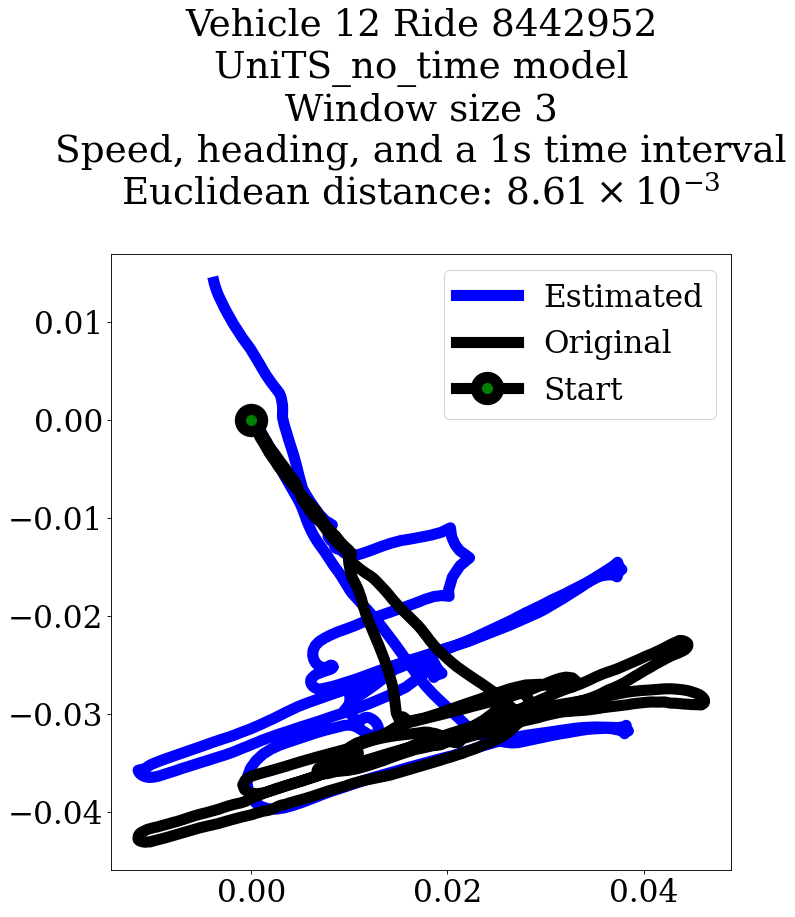 Vehicle 12 Ride 8442952
UniTS_no_time model
Window size 3
Speed, heading, and a 1s time interval
Euclidean distance: 8.61 × 10⁻³
Estimated
Original
Start
0.01
0.00
−0.01
−0.02
−0.03
−0.04
0.00 0.02 0.04